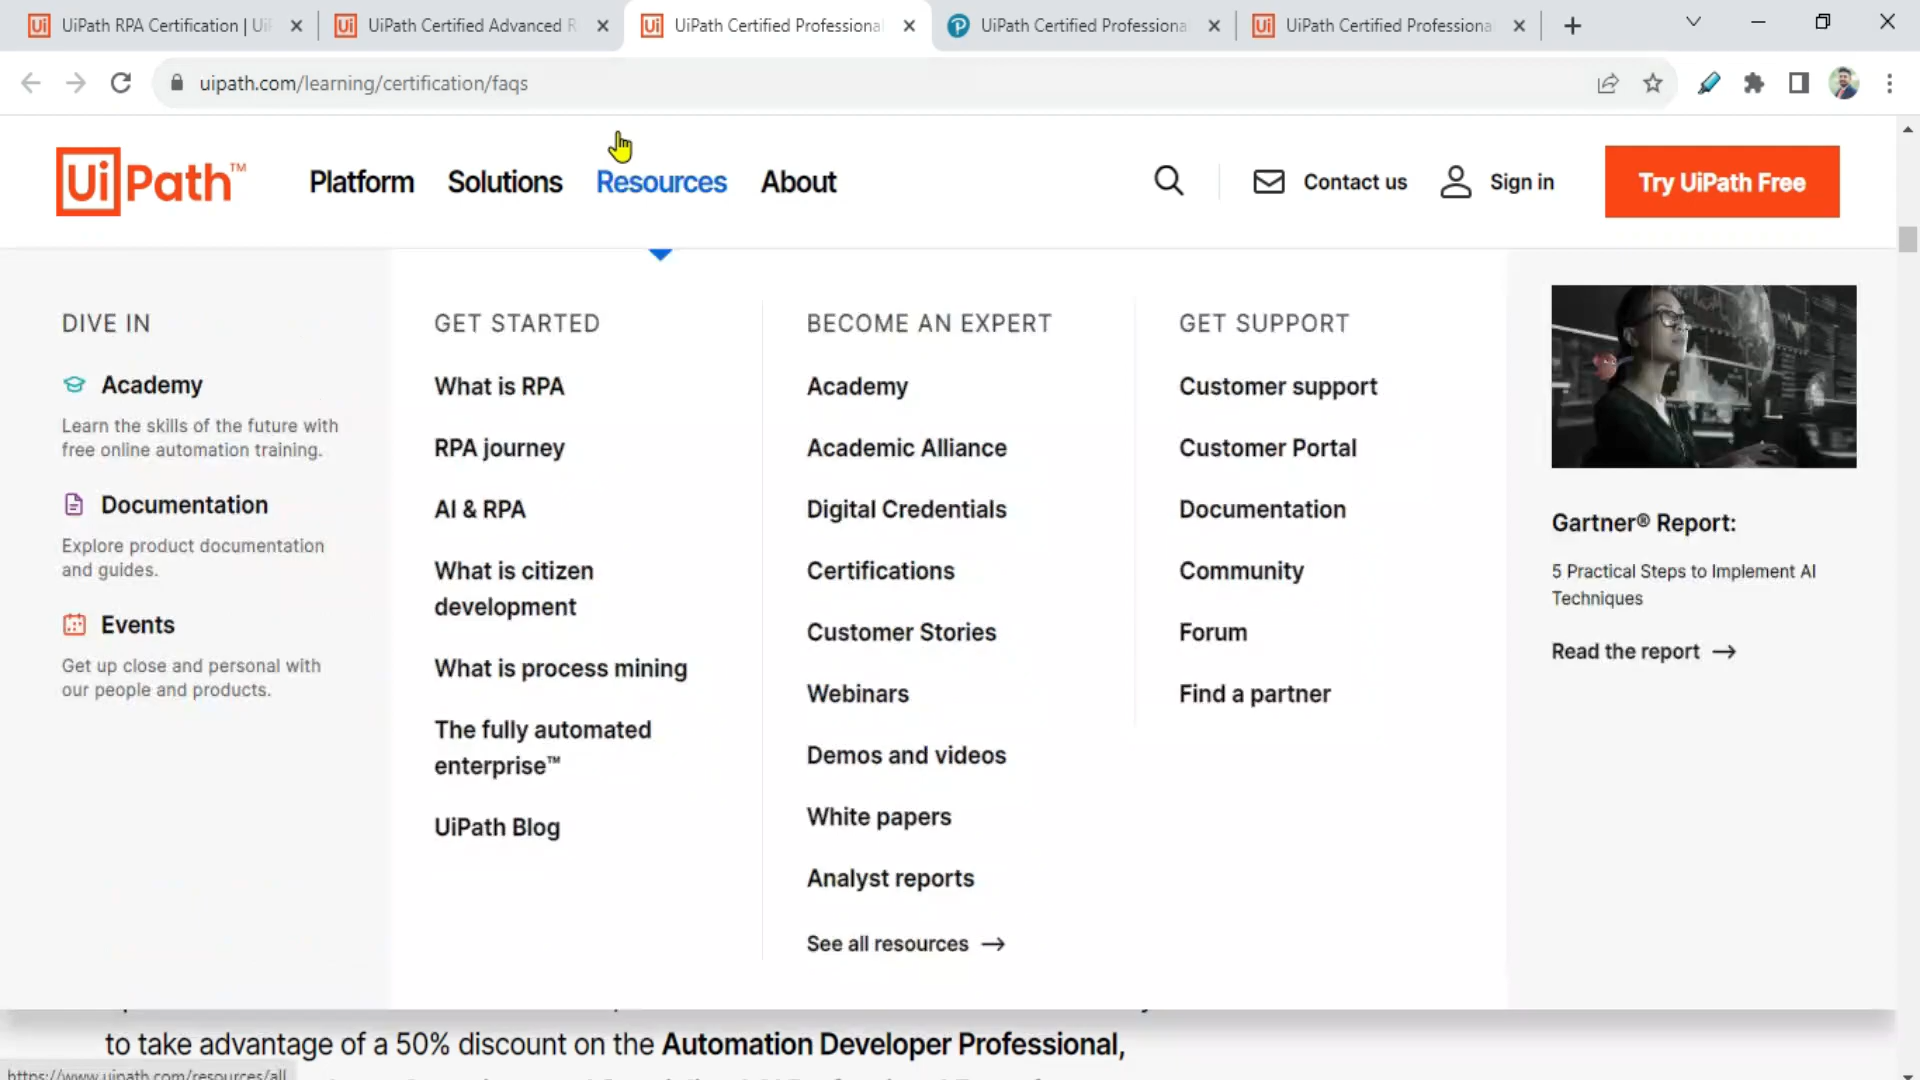 UiPath RPA Certification | Ui
UiPath Certified Advanced R
UiPath Certified Professional
UiPath Certified Professiona
UiPath Certified Professiona
uipath.com/learning/certification/faqs
UiPath™
Platform
Solutions
Resources
About
Contact us
Sign in
Try UiPath Free
DIVE IN
Academy
Learn the skills of the future with
free online automation training.
Documentation
Explore product documentation
and guides.
Events
Get up close and personal with
our people and products.
GET STARTED
What is RPA
RPA journey
AI & RPA
What is citizen
development
What is process mining
The fully automated
enterprise™
UiPath Blog
BECOME AN EXPERT
Academy
Academic Alliance
Digital Credentials
Certifications
Customer Stories
Webinars
Demos and videos
White papers
Analyst reports
See all resources →
GET SUPPORT
Customer support
Customer Portal
Documentation
Community
Forum
Find a partner
Gartner® Report:
5 Practical Steps to Implement AI
Techniques
Read the report →
to take advantage of a 50% discount on the Automation Developer Professional,
https://www.uipath.com/resources/all